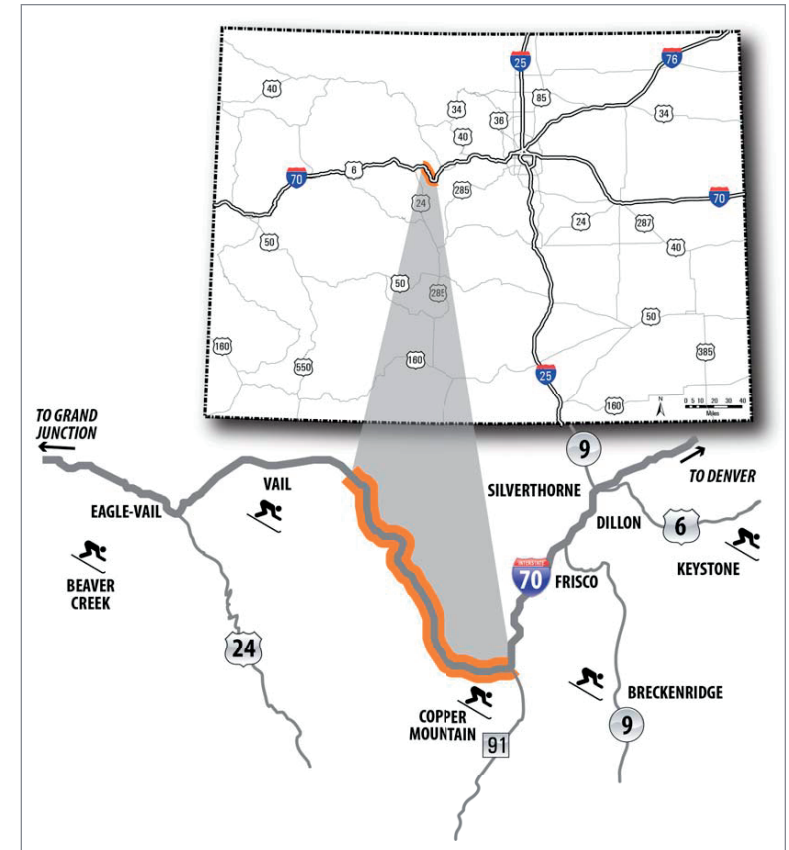 25
76
40
34
85
36
34
40
6
70
24
285
70
24
287
50
40
50
285
50
160
550
160
385
25
160
N
0 5 10 20 30 40
Miles
TO GRAND
JUNCTION
9
TO DENVER
VAIL
SILVERTHORNE
EAGLE-VAIL
DILLON
6
KEYSTONE
BEAVER
CREEK
INTERSTATE
70
FRISCO
24
COPPER
MOUNTAIN
BRECKENRIDGE
91
9